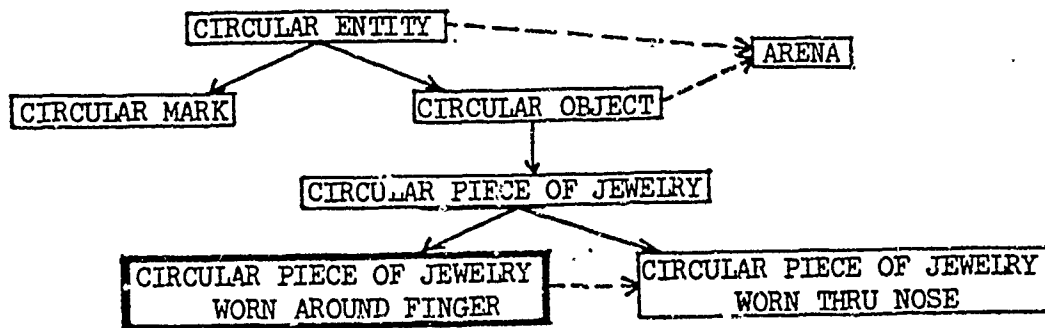 CIRCULAR ENTITY
ARENA
CIRCULAR MARK
CIRCULAR OBJECT
CIRCULAR PIECE OF JEWELRY
CIRCULAR PIECE OF JEWELRY
WORN AROUND FINGER
CIRCULAR PIECE OF JEWELRY
WORN THRU NOSE